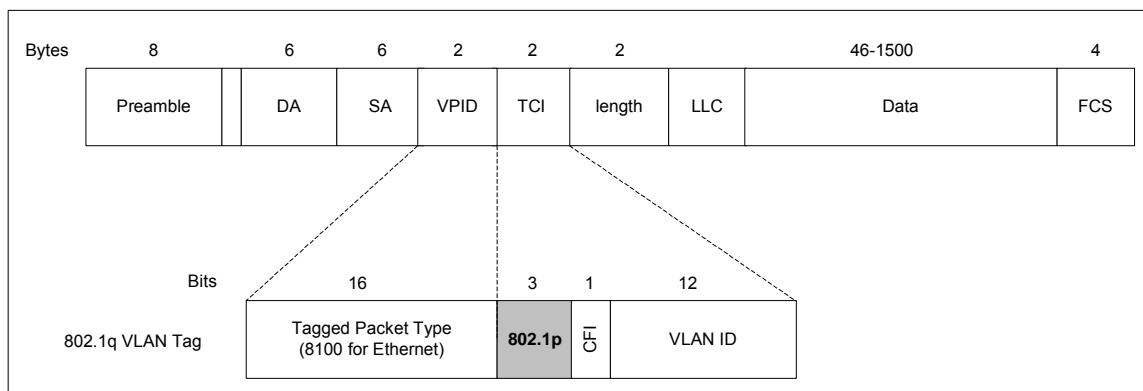 Bytes 8 6 6 2 2 2 46-1500 4
Preamble DA SA VPID TCI length LLC Data FCS
Bits 16 3 1 12
802.1q VLAN Tag
Tagged Packet Type
(8100 for Ethernet)
802.1p
CFI
VLAN ID